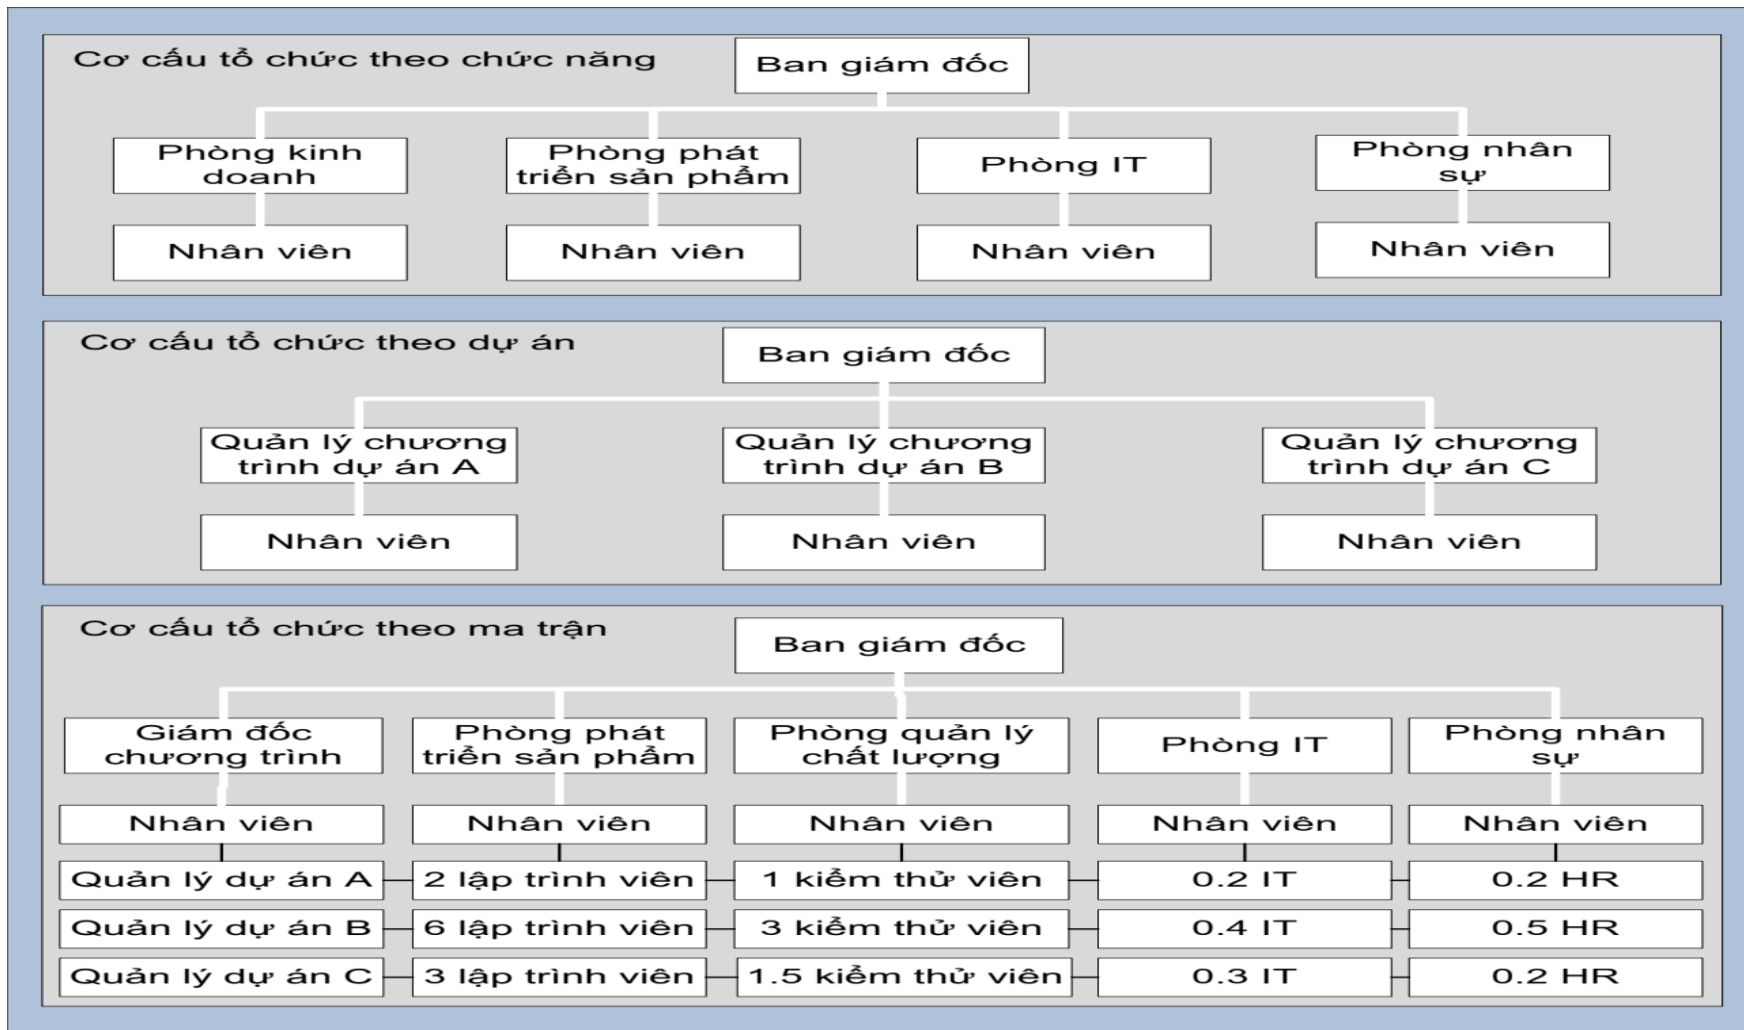 Cơ cấu tổ chức theo chức năng
Ban giám đốc
Phòng kinh
doanh
Phòng phát
triển sản phẩm
Phòng IT
Phòng nhân
sự
Nhân viên
Nhân viên
Nhân viên
Nhân viên
Cơ cấu tổ chức theo dự án
Ban giám đốc
Quản lý chương
trình dự án A
Quản lý chương
trình dự án B
Quản lý chương
trình dự án C
Nhân viên
Nhân viên
Nhân viên
Cơ cấu tổ chức theo ma trận
Ban giám đốc
Giám đốc
chương trình
Phòng phát
triển sản phẩm
Phòng quản lý
chất lượng
Phòng IT
Phòng nhân
sự
Nhân viên
Nhân viên
Nhân viên
Nhân viên
Nhân viên
Quản lý dự án A
2 lập trình viên
1 kiểm thử viên
0.2 IT
0.2 HR
Quản lý dự án B
6 lập trình viên
3 kiểm thử viên
0.4 IT
0.5 HR
Quản lý dự án C
3 lập trình viên
1.5 kiểm thử viên
0.3 IT
0.2 HR